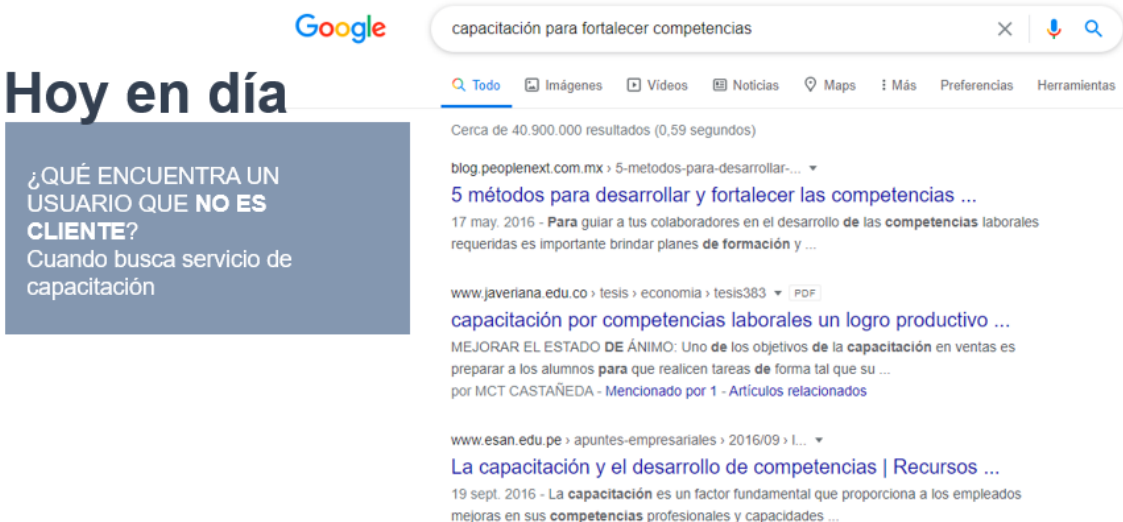 Google
capacitación para fortalecer competencias
Todo Imágenes Vídeos Noticias Maps Más Preferencias Herramientas
Hoy en día
¿QUÉ ENCUENTRA UN
USUARIO QUE NO ES
CLIENTE?
Cuando busca servicio de
capacitación
Cerca de 40.900.000 resultados (0,59 segundos)
blog.peoplenext.com.mx › 5-metodos-para-desarrollar-...
5 métodos para desarrollar y fortalecer las competencias ...
17 may. 2016 - Para guiar a tus colaboradores en el desarrollo de las competencias laborales
requeridas es importante brindar planes de formación y ...
www.javeriana.edu.co › tesis › economia › tesis383 PDF
capacitación por competencias laborales un logro productivo ...
MEJORAR EL ESTADO DE ÁNIMO: Uno de los objetivos de la capacitación en ventas es
preparar a los alumnos para que realicen tareas de forma tal que su ...
por MCT CASTAÑEDA - Mencionado por 1 - Artículos relacionados
www.esan.edu.pe › apuntes-empresariales › 2016/09 › l...
La capacitación y el desarrollo de competencias | Recursos ...
19 sept. 2016 - La capacitación es un factor fundamental que proporciona a los empleados
mejoras en sus competencias profesionales y capacidades ...